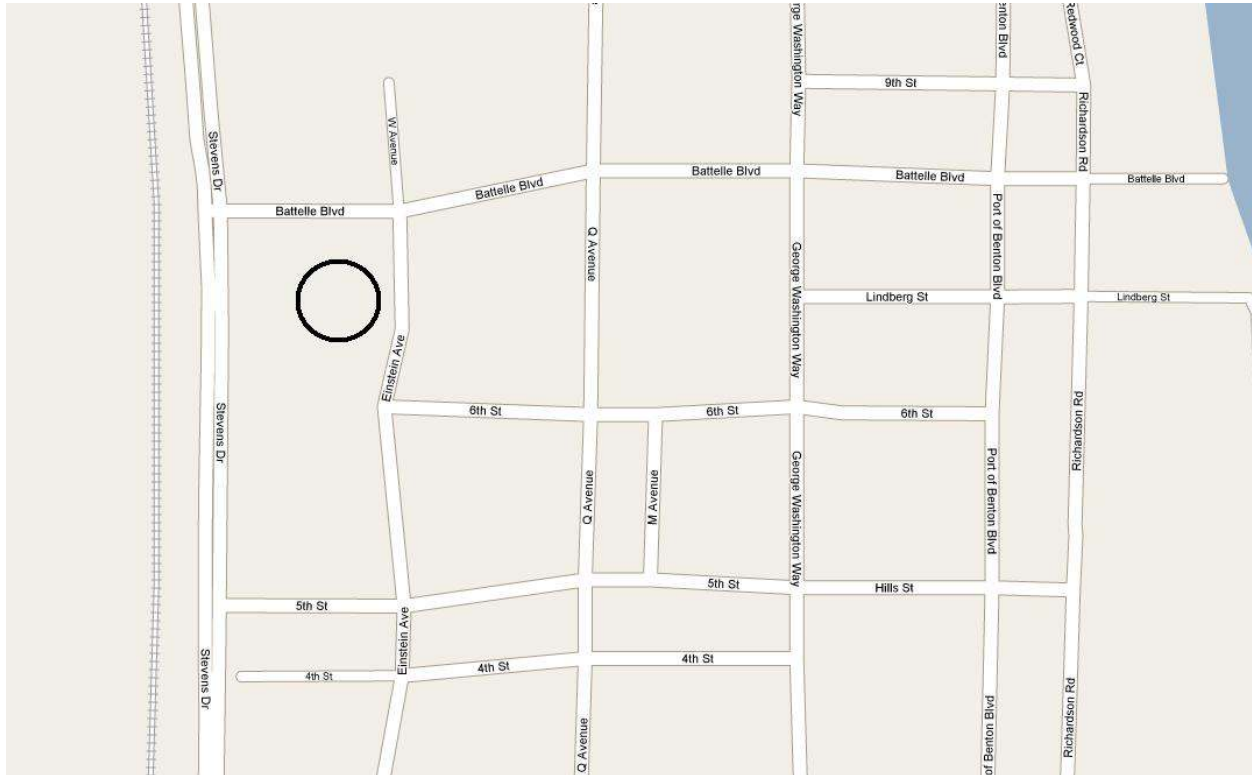 rge Washington Way
enton Blvd
Redwood Ct
9th St
Stevens Dr
W Avenue
Richardson Rd
Battelle Blvd
Battelle Blvd
Battelle Blvd
Battelle Blvd
Battelle Blvd
Q Avenue
George Washington Way
Port of Benton Blvd
Lindberg St
Lindberg St
Einstein Ave
6th St
6th St
6th St
Stevens Dr
Richardson Rd
Q Avenue
M Avenue
George Washington Way
Port of Benton Blvd
5th St
5th St
Hills St
Einstein Ave
4th St
4th St
4th St
Stevens Dr
Q Avenue
of Benton Blvd
Richardson Rd